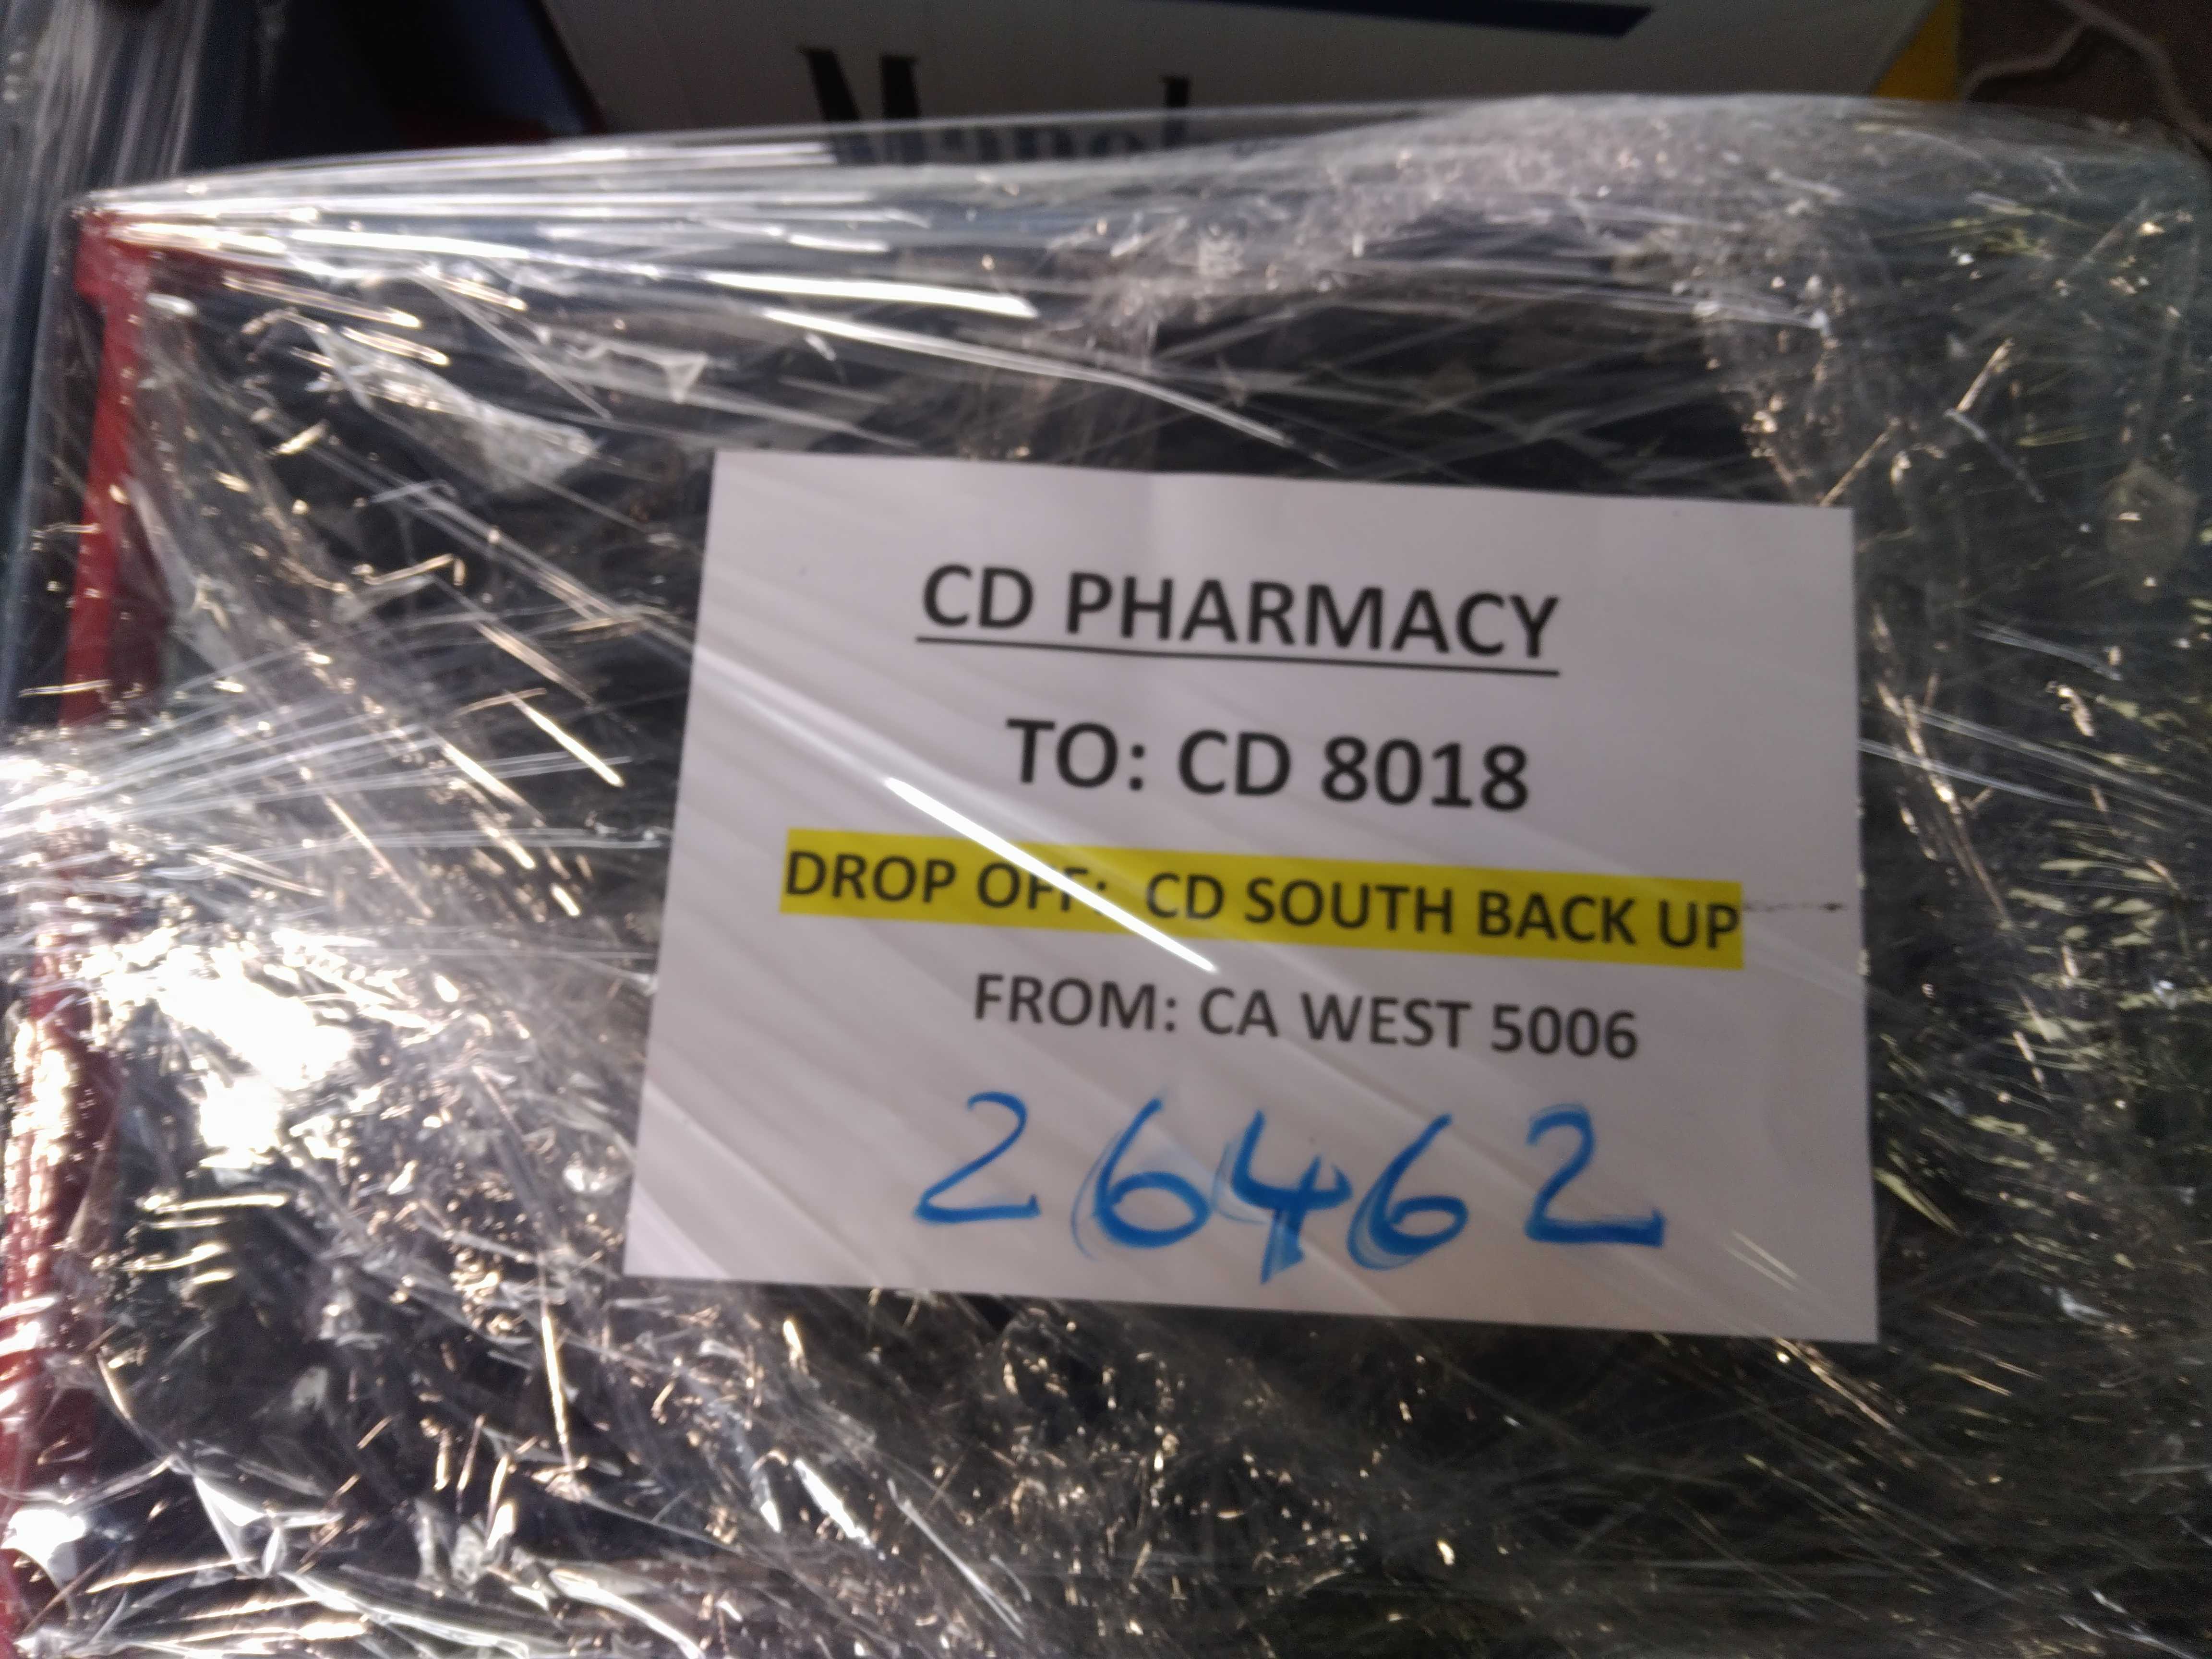 CD PHARMACY
TO: CD 8018
DROP OFF: CD SOUTH BACK UP
FROM: CA WEST 5006
26462